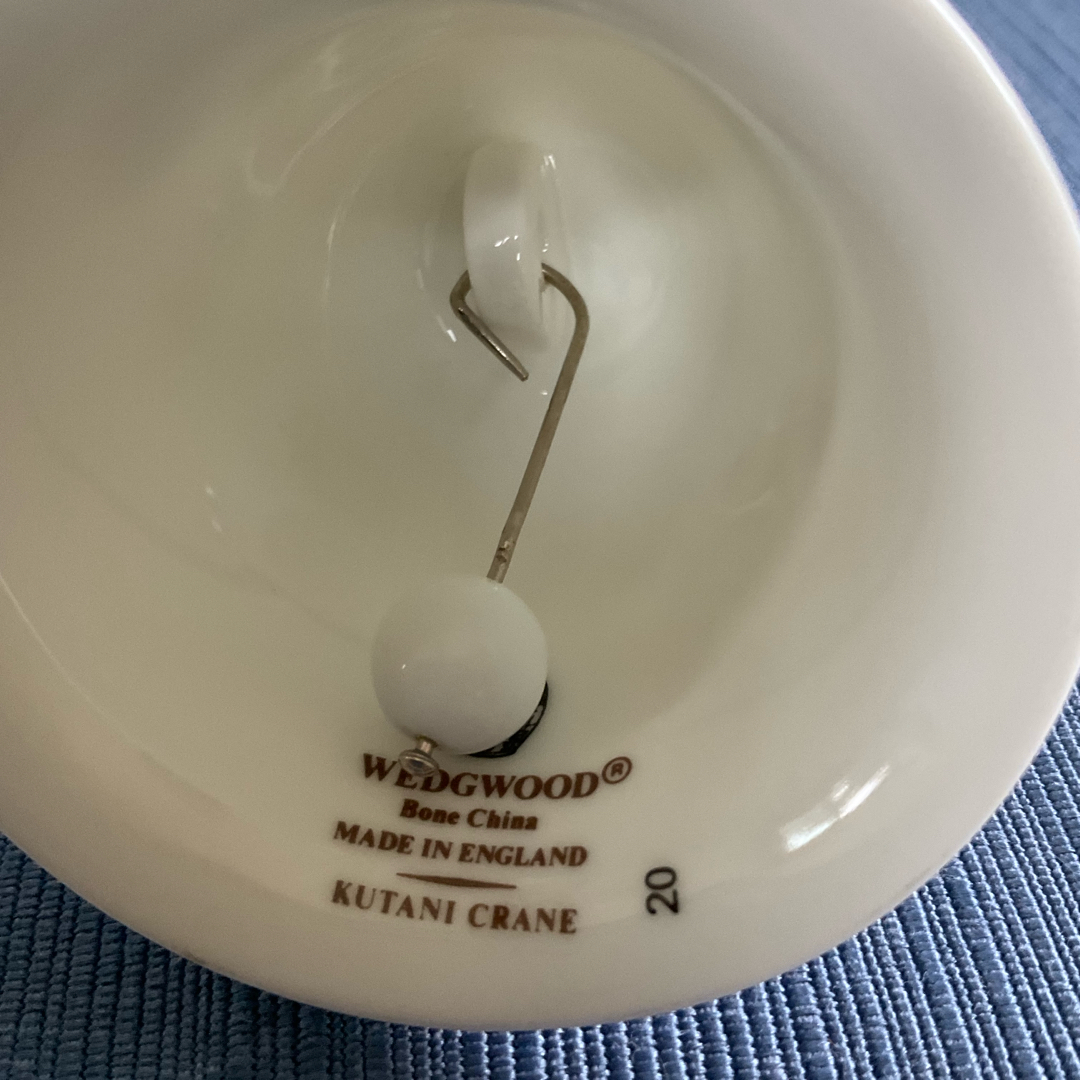 WEDGWOOD®
Bone China
MADE IN ENGLAND
KUTANI CRANE
20